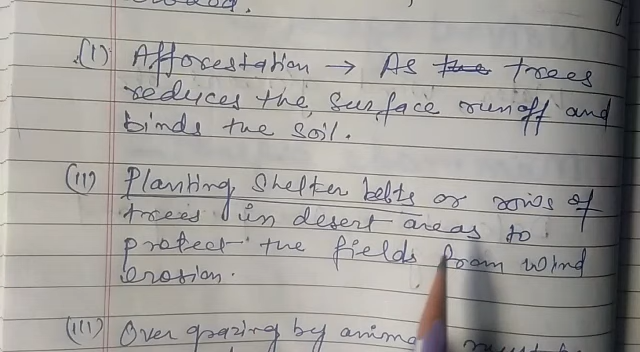 (I) Afforestation → As the trees
reduces the surface runoff and
binds the soil.
(II) Planting Shelter belts or rows of
trees in desert areas to
protect the fields from wind
erosion.
(III) Over grazing by